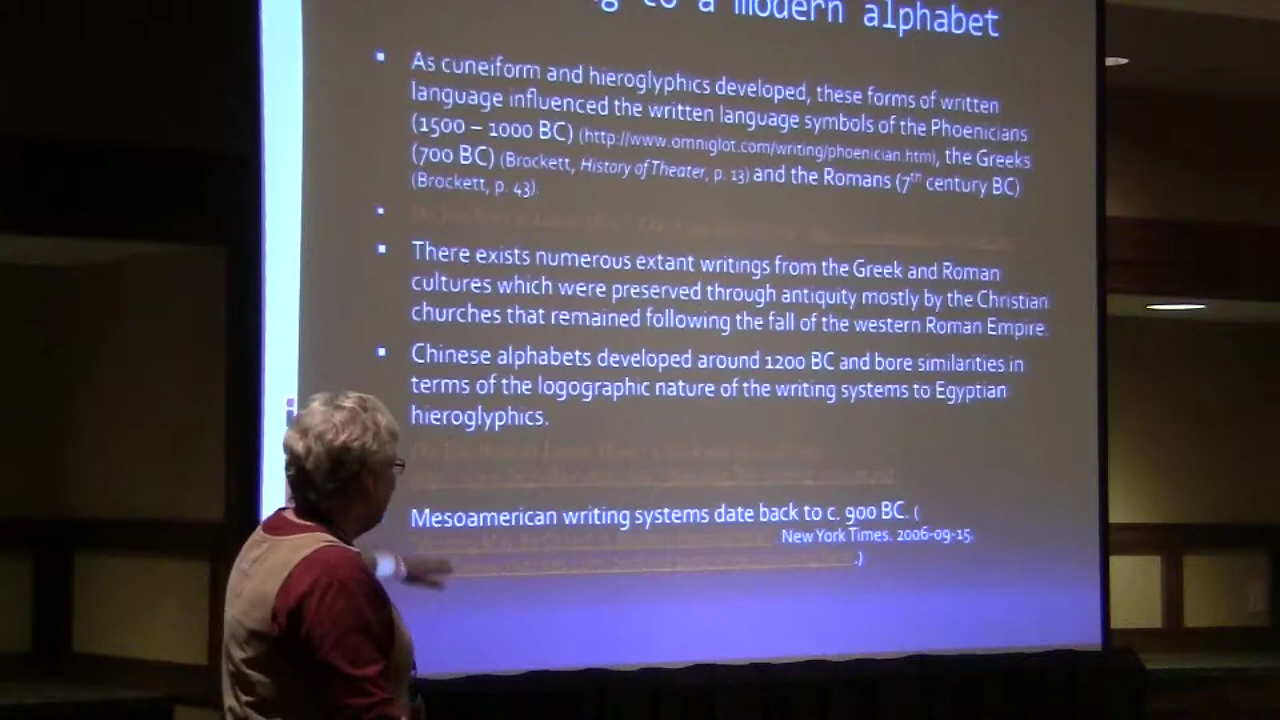 to a modern alphabet
As cuneiform and hieroglyphics developed, these forms of written
language influenced the written language symbols of the Phoenicians
(1500 – 1000 BC) (http://www.omniglot.com/writing/phoenician.htm), the Greeks
(700 BC) (Brockett, History of Theater, p. 13) and the Romans (7th century BC)
(Brockett, p. 43).
There exists numerous extant writings from the Greek and Roman
cultures which were preserved through antiquity mostly by the Christian
churches that remained following the fall of the western Roman Empire.
Chinese alphabets developed around 1200 BC and bore similarities in
terms of the logographic nature of the writing systems to Egyptian
hieroglyphics.
Mesoamerican writing systems date back to c. 900 BC. (
. New York Times. 2006-09-15.
.)